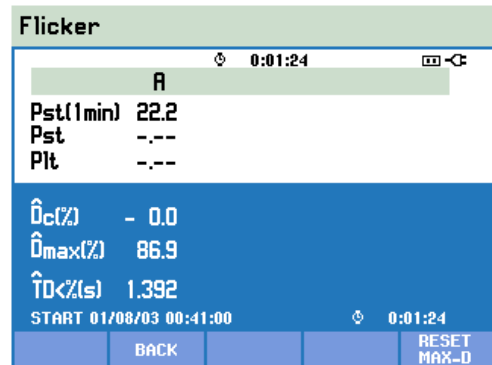 Flicker
0:01:24
A
Pst(1min) 22.2
Pst -.--
Plt -.--
D̂c(%) - 0.0
D̂max(%) 86.9
T̂D<%(s) 1.392
START 01/08/03 00:41:00 0:01:24
BACK
RESET
MAX-D